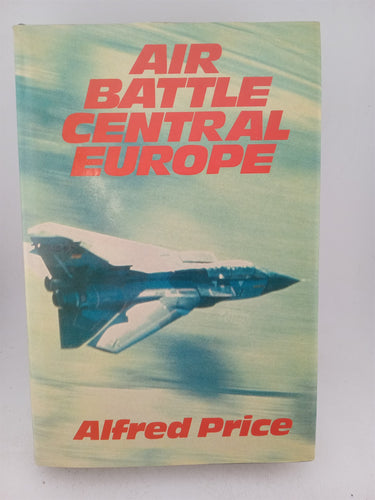 AIR
BATTLE
CENTRAL
EUROPE
Alfred Price